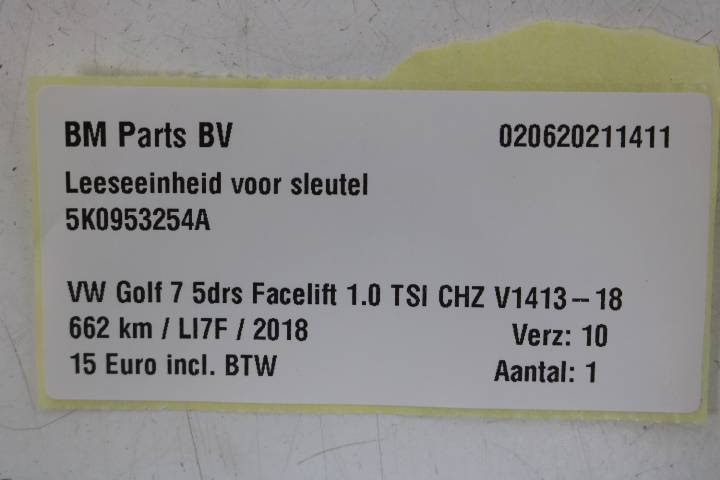 BM Parts BV 020620211411
Leeseeinheid voor sleutel
5K0953254A
VW Golf 7 5drs Facelift 1.0 TSI CHZ V1413-18
662 km / LI7F / 2018 Verz: 10
15 Euro incl. BTW Aantal: 1